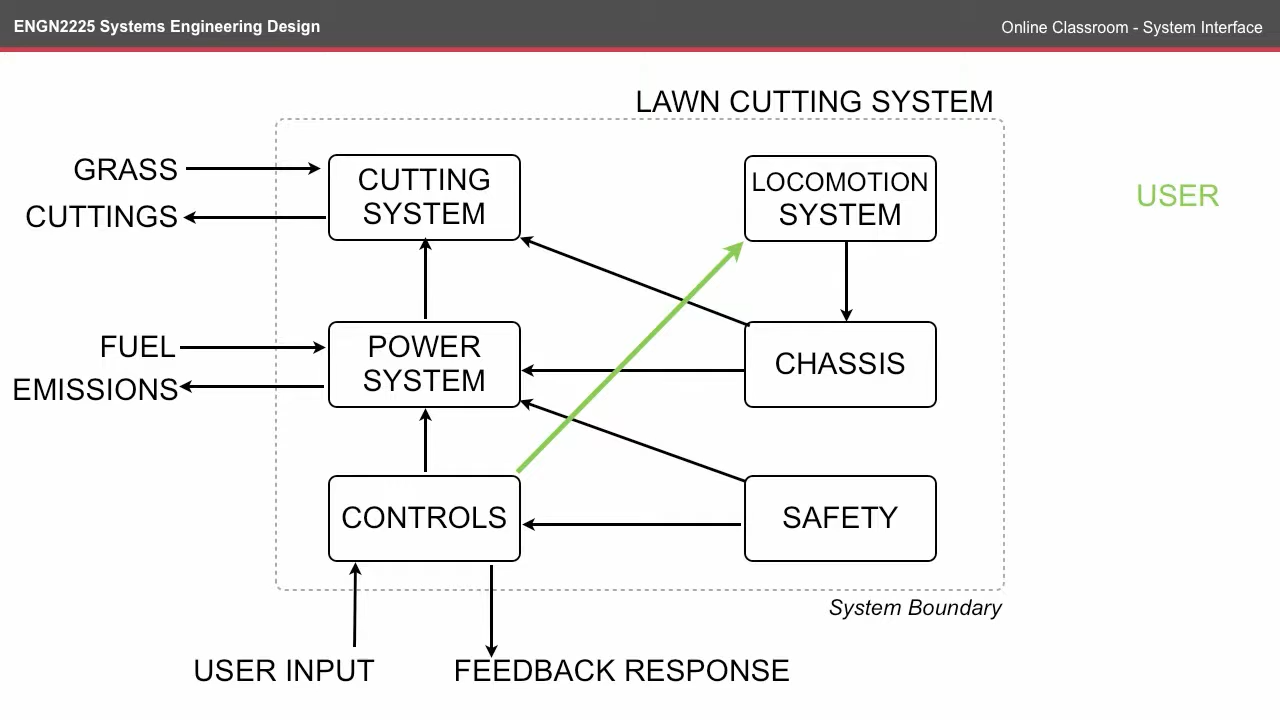 ENGN2225 Systems Engineering Design
Online Classroom - System Interface
LAWN CUTTING SYSTEM
GRASS
CUTTINGS
CUTTING
SYSTEM
LOCOMOTION
SYSTEM
USER
FUEL
EMISSIONS
POWER
SYSTEM
CHASSIS
CONTROLS
SAFETY
System Boundary
USER INPUT
FEEDBACK RESPONSE